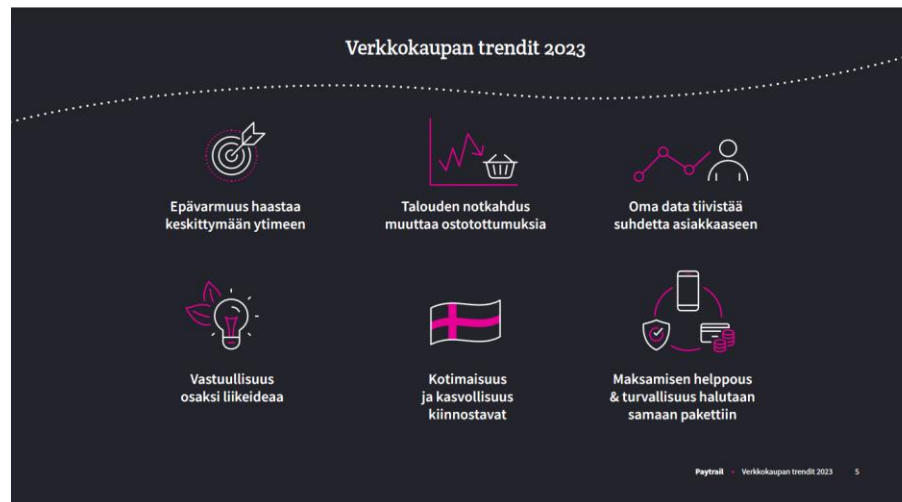 Verkkokaupan trendit 2023
Epävarmuus haastaa
keskittymään ytimeen
Talouden notkahdus
muuttaa ostotottumuksia
Oma data tiivistää
suhdetta asiakkaaseen
Vastuullisuus
osaksi liikeideaa
Kotimaisuus
ja kasvollisuus
kiinnostavat
Maksamisen helppous
& turvallisuus halutaan
samaan pakettiin
Paytrail • Verkkokaupan trendit 2023 5